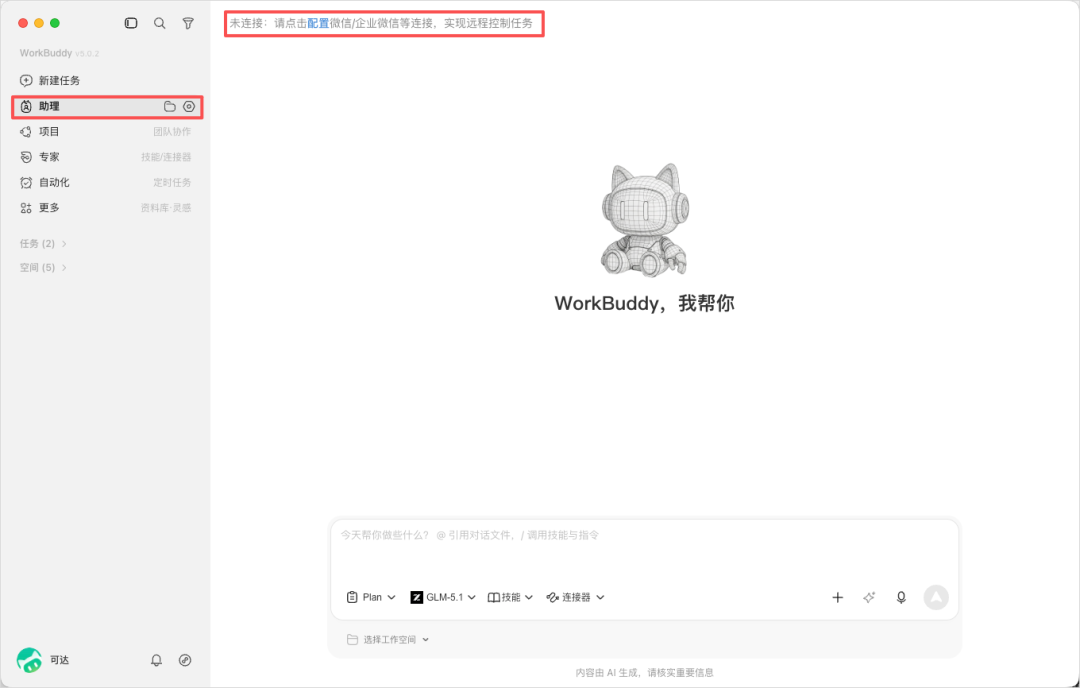 未连接：请点击配置微信/企业微信等连接，实现远程控制任务
WorkBuddy v5.0.2
新建任务
助理
项目 团队协作
专家 技能/连接器
自动化 定时任务
更多 资料库·灵感
任务 (2)
空间 (5)
WorkBuddy，我帮你
今天帮你做些什么？ @ 引用对话文件，/ 调用技能与指令
Plan GLM-5.1 技能 连接器
选择工作空间
可达
内容由 AI 生成，请核实重要信息